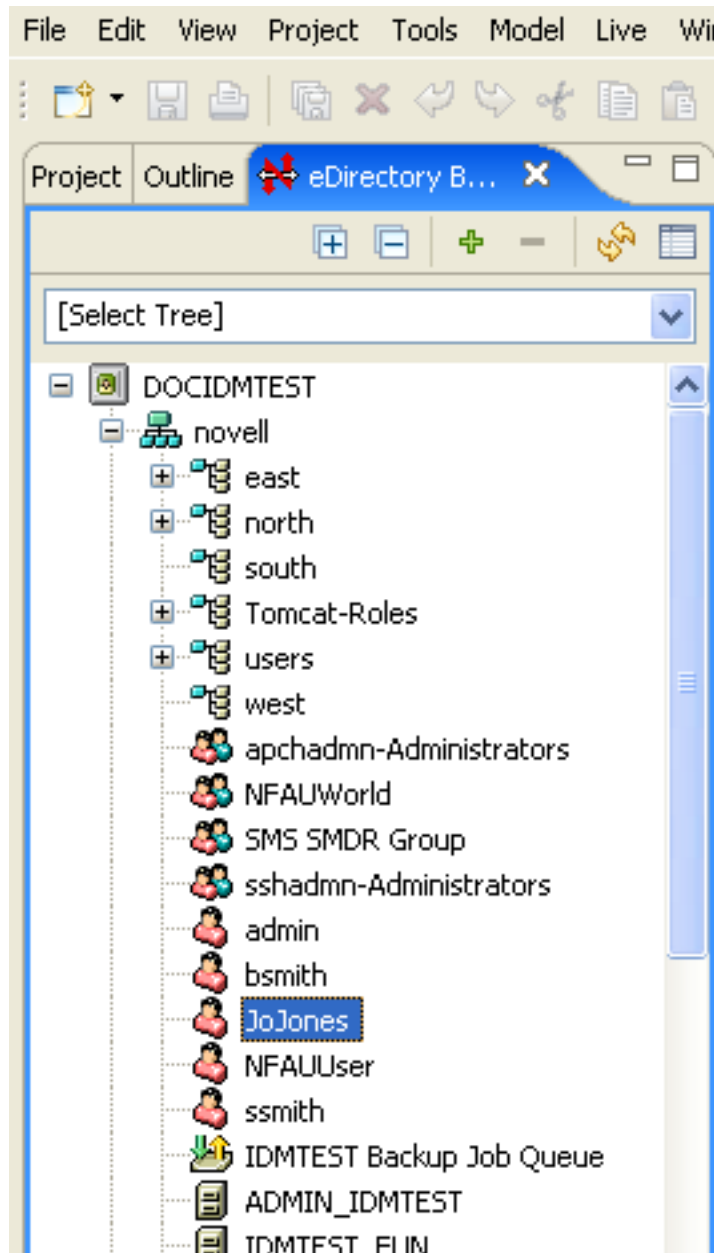 File Edit View Project Tools Model Live
Project Outline eDirectory B...
[Select Tree]
DOCIDMTEST
novell
east
north
south
Tomcat-Roles
users
west
apchadmn-Administrators
NFAUWorld
SMS SMDR Group
sshadmn-Administrators
admin
bsmith
JoJones
NFAUUser
ssmith
IDMTEST Backup Job Queue
ADMIN_IDMTEST